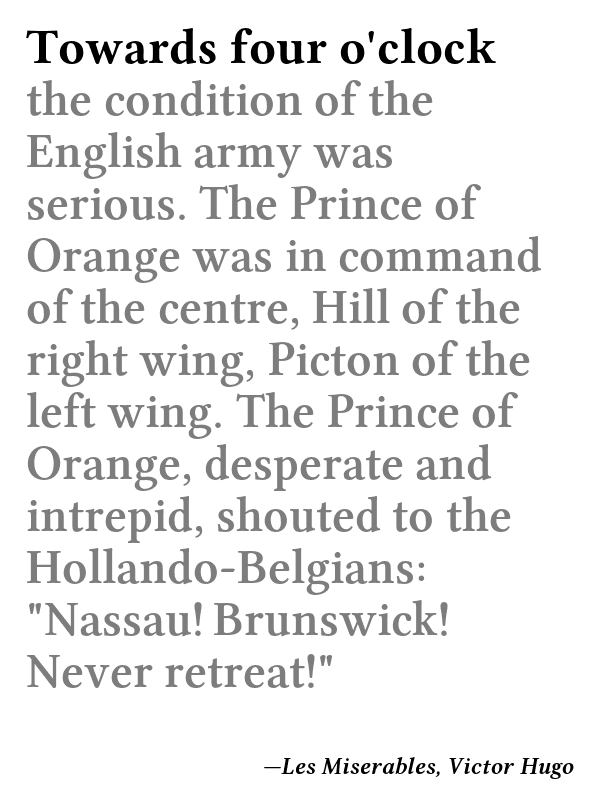 Towards four o'clock
the condition of the
English army was
serious. The Prince of
Orange was in command
of the centre, Hill of the
right wing, Picton of the
left wing. The Prince of
Orange, desperate and
intrepid, shouted to the
Hollando-Belgians:
"Nassau! Brunswick!
Never retreat!"
—Les Miserables, Victor Hugo